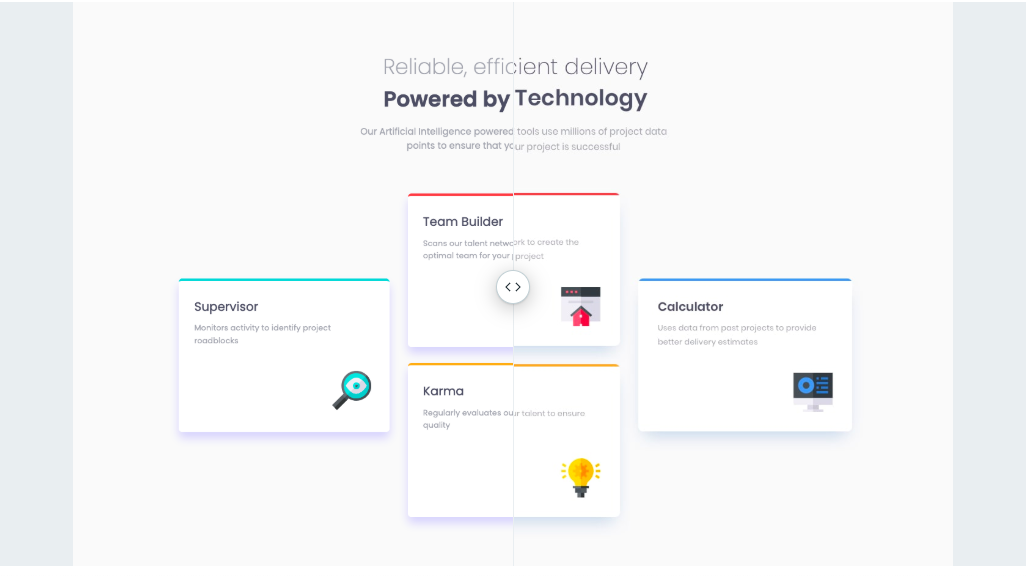 Reliable, efficient delivery
Powered by Technology
Our Artificial Intelligence powered tools use millions of project data
points to ensure that your project is successful
Team Builder
Scans our talent network to create the
optimal team for your project
Supervisor
Monitors activity to identify project
roadblocks
Calculator
Uses data from past projects to provide
better delivery estimates
Karma
Regularly evaluates our talent to ensure
quality